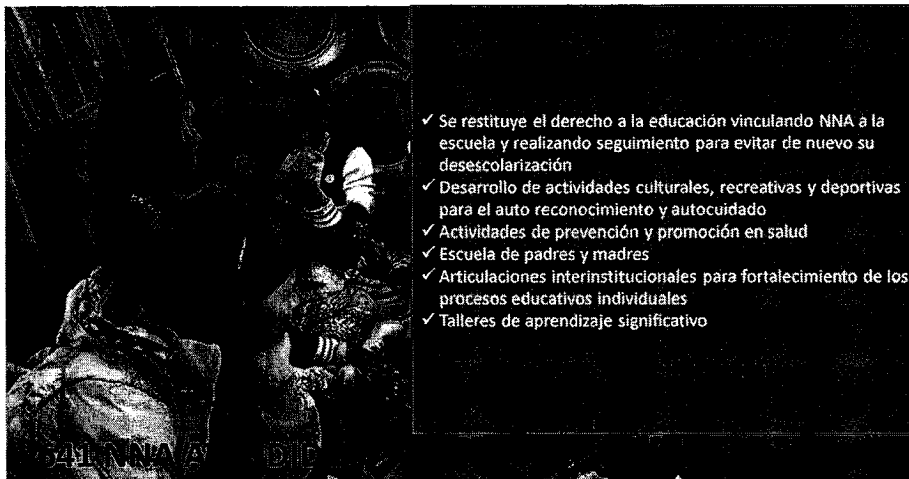 ✓ Se restituye el derecho a la educación vinculando NNA a la
escuela y realizando seguimiento para evitar de nuevo su
desescolarización
✓ Desarrollo de actividades culturales, recreativas y deportivas
para el auto reconocimiento y autocuidado
✓ Actividades de prevención y promoción en salud
✓ Escuela de padres y madres
✓ Articulaciones interinstitucionales para fortalecimiento de los
procesos educativos individuales
✓ Talleres de aprendizaje significativo
NNA